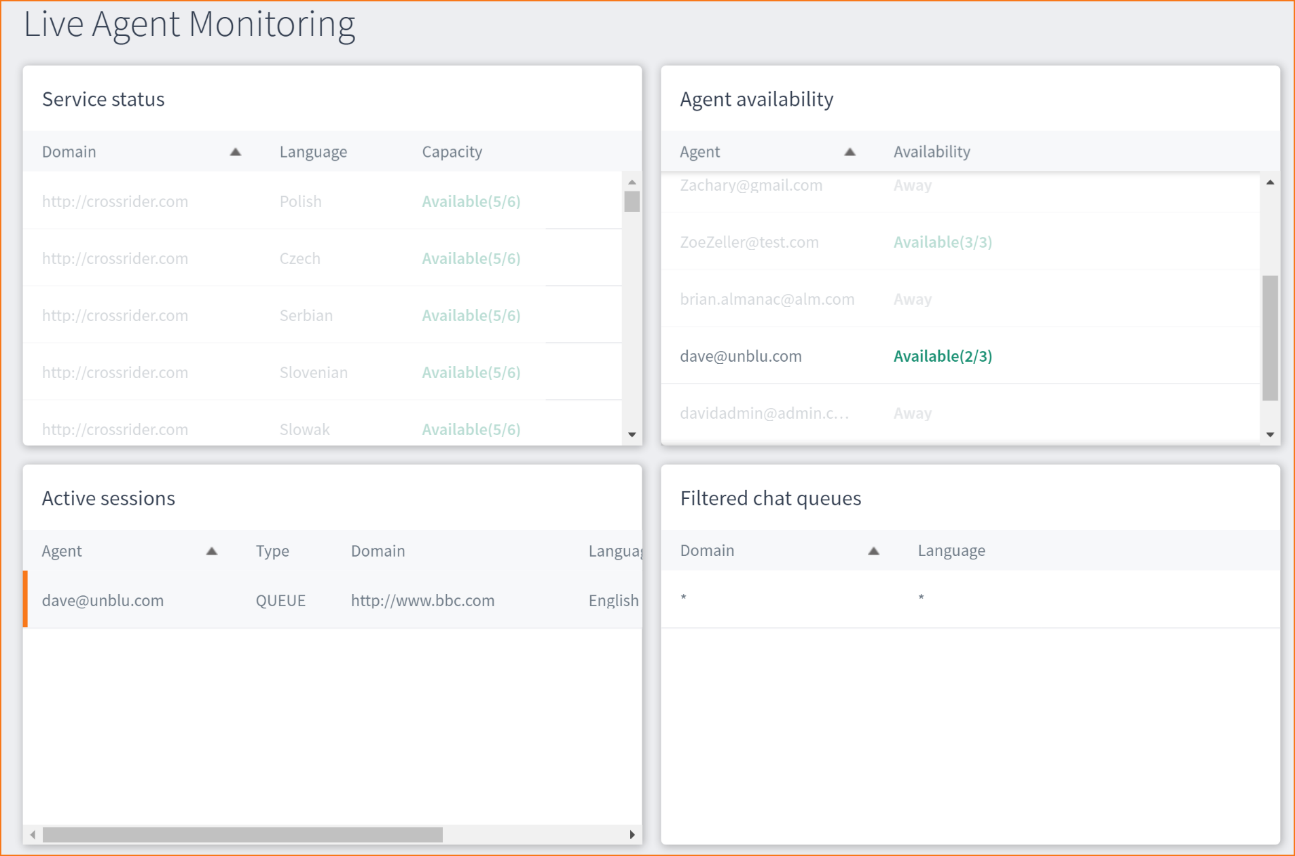 Live Agent Monitoring
Service status
Domain ▲ Language Capacity
http://crossrider.com Polish Available(5/6)
http://crossrider.com Czech Available(5/6)
http://crossrider.com Serbian Available(5/6)
http://crossrider.com Slovenian Available(5/6)
http://crossrider.com Slowak Available(5/6)
Agent availability
Agent ▲ Availability
Zachary@gmail.com Away
ZoeZeller@test.com Available(3/3)
brian.almanac@alm.com Away
dave@unblu.com Available(2/3)
davidadmin@admin.c... Away
Active sessions
Agent ▲ Type Domain Languag
dave@unblu.com QUEUE http://www.bbc.com English
Filtered chat queues
Domain ▲ Language
* *